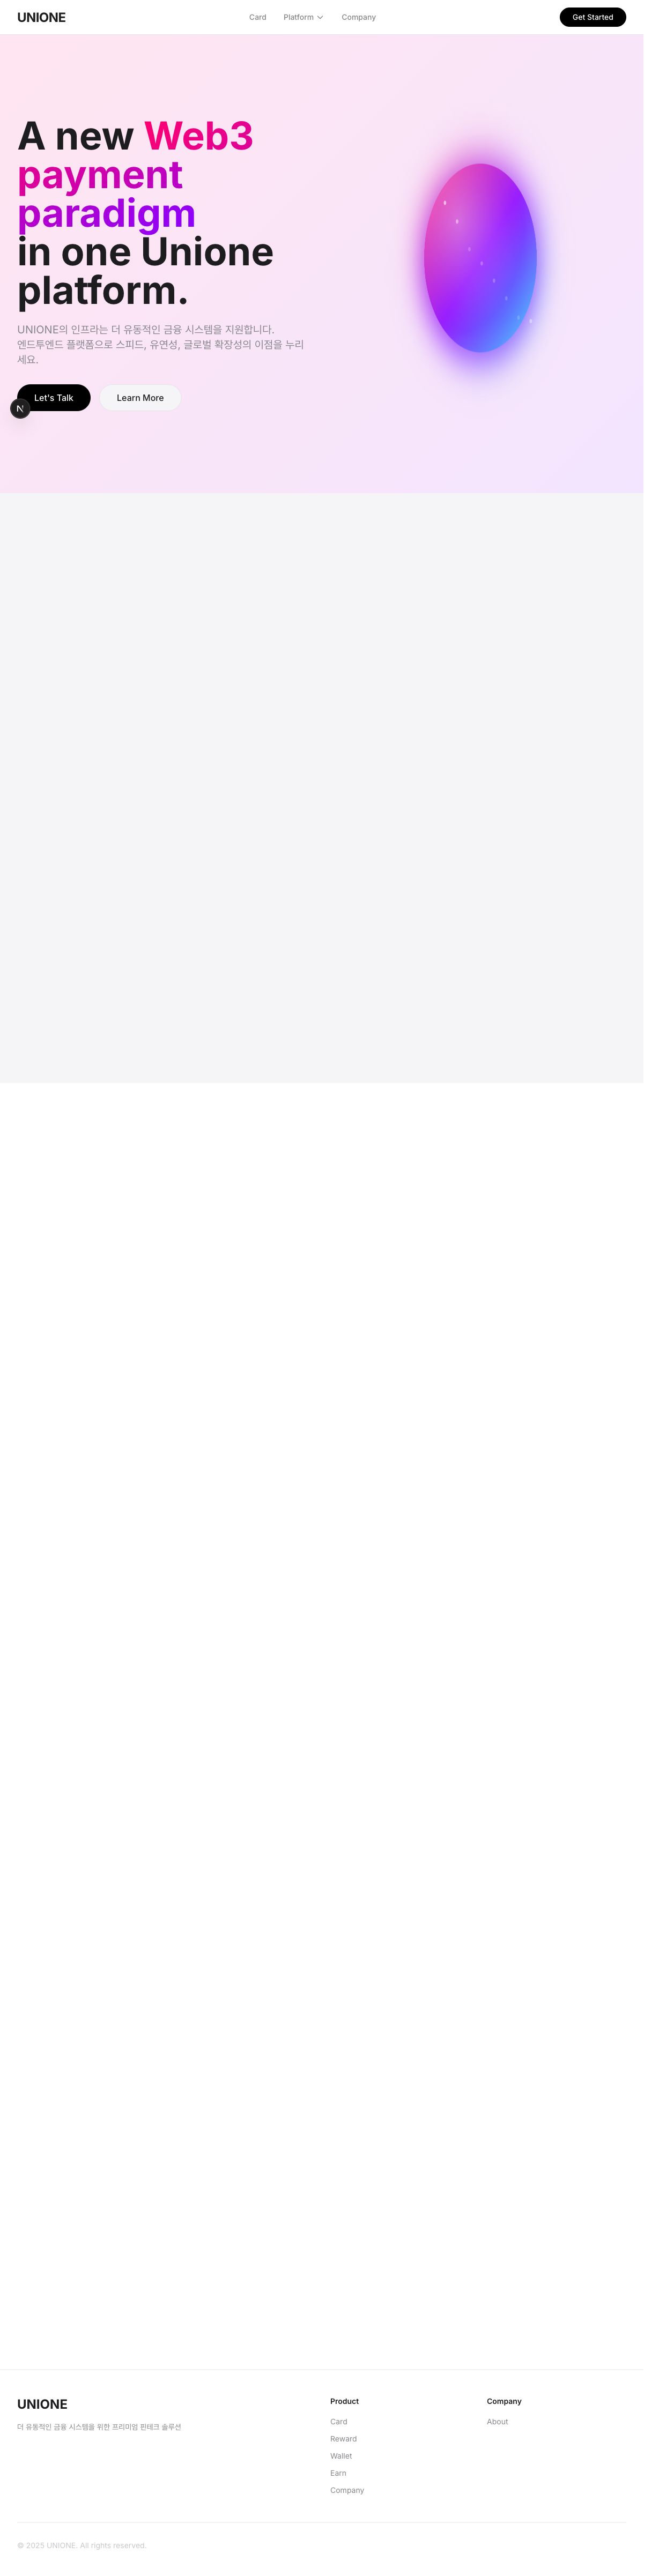 UNIONE
Card
Platform
Company
Get Started
A new Web3
payment
paradigm
in one Unione
platform.
UNIONE의 인프라는 더 유동적인 금융 시스템을 지원합니다.
엔드투엔드 플랫폼으로 스피드, 유연성, 글로벌 확장성의 이점을 누리
세요.
Let's Talk
Learn More
N
UNIONE
더 유동적인 금융 시스템을 위한 프리미엄 핀테크 솔루션
Product
Card
Reward
Wallet
Earn
Company
Company
About
© 2025 UNIONE. All rights reserved.